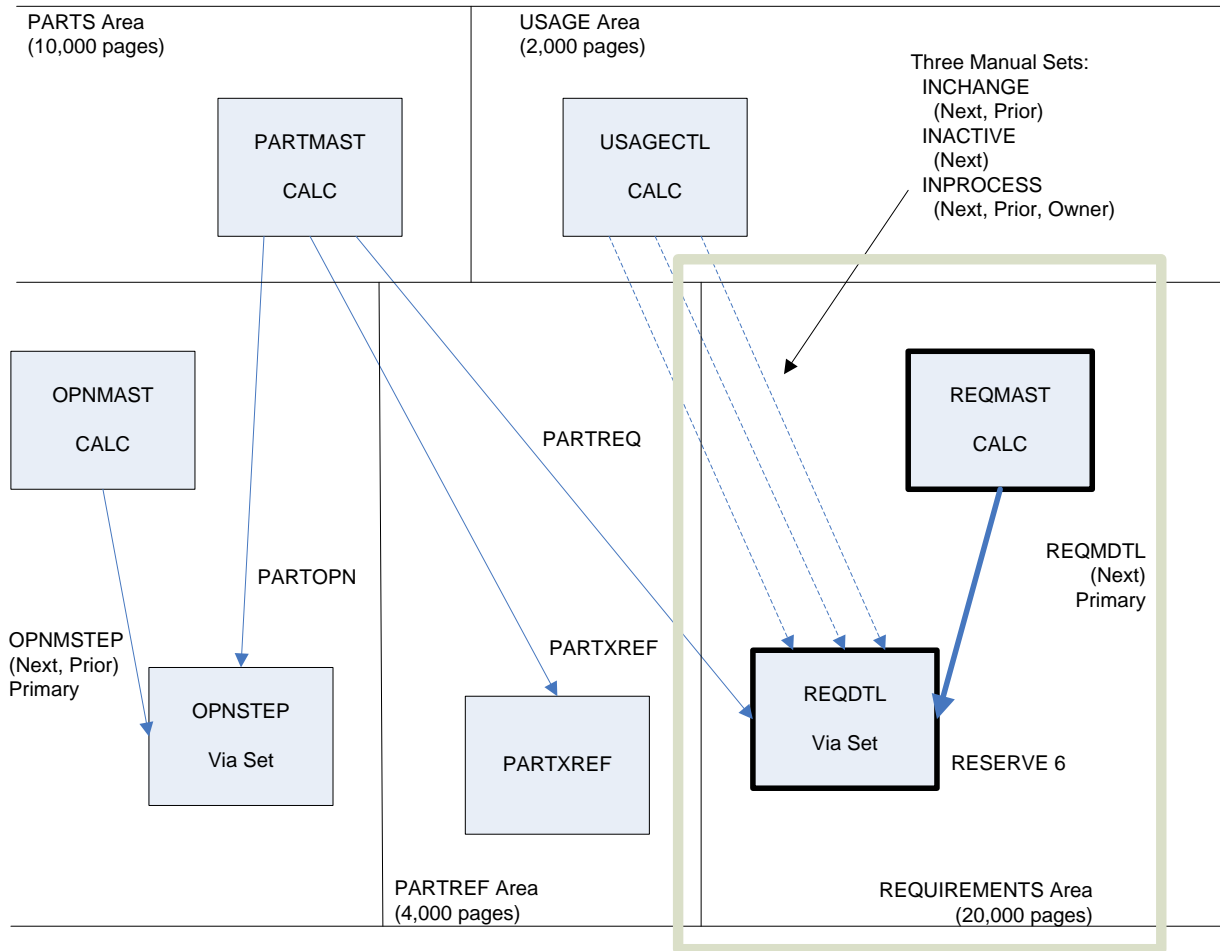 PARTS Area
(10,000 pages)
USAGE Area
(2,000 pages)
Three Manual Sets:
INCHANGE
(Next, Prior)
INACTIVE
(Next)
INPROCESS
(Next, Prior, Owner)
PARTMAST
CALC
USAGECTL
CALC
OPNMAST
CALC
REQMAST
CALC
PARTREQ
PARTOPN
REQMDTL
(Next)
Primary
OPNMSTEP
(Next, Prior)
Primary
PARTXREF
OPNSTEP
Via Set
PARTXREF
REQDTL
Via Set
RESERVE 6
PARTREF Area
(4,000 pages)
REQUIREMENTS Area
(20,000 pages)